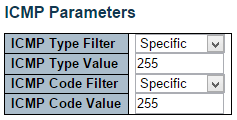 ICMP Parameters
ICMP Type Filter Specific
ICMP Type Value 255
ICMP Code Filter Specific
ICMP Code Value 255